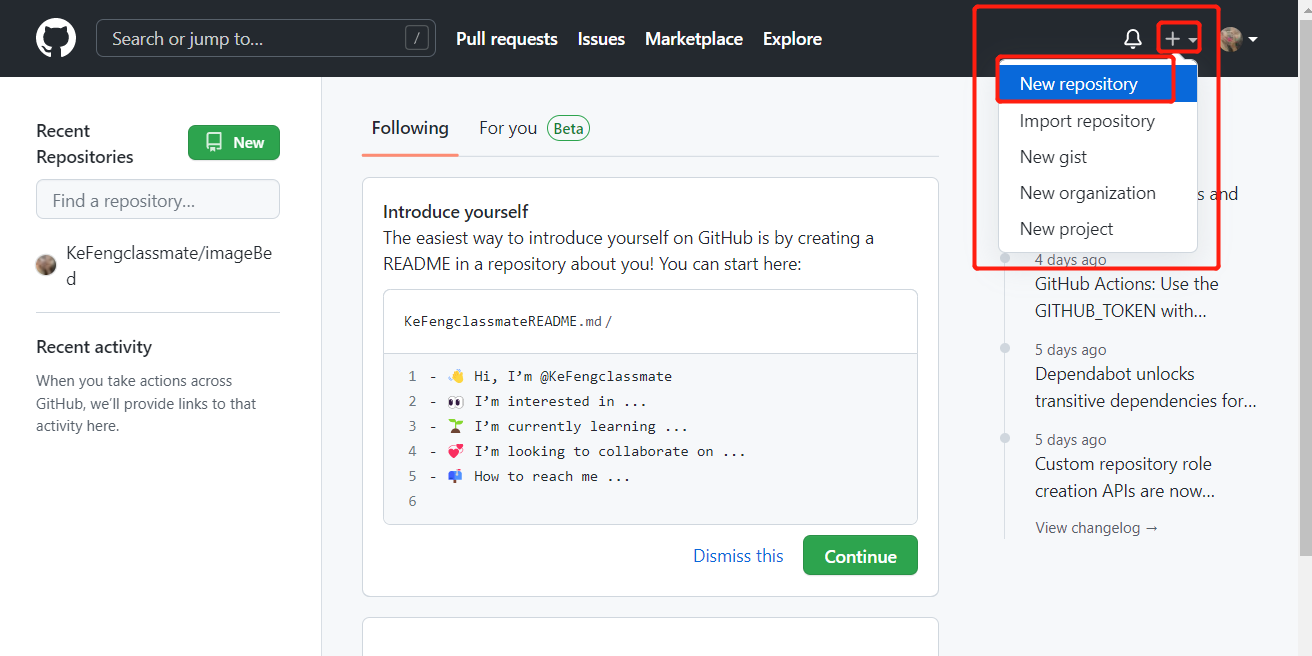 Search or jump to... /
Pull requests
Issues
Marketplace
Explore
New repository
Import repository
New gist
New organization
New project
Recent
Repositories
New
Find a repository...
KeFengclassmate/imageBe
d
Recent activity
When you take actions across
GitHub, we'll provide links to that
activity here.
Following
For you
Beta
Introduce yourself
The easiest way to introduce yourself on GitHub is by creating a
README in a repository about you! You can start here:
KeFengclassmateREADME.md/
1 - 👋 Hi, I'm @KeFengclassmate
2 - 👀 I'm interested in ...
3 - 🌱 I'm currently learning ...
4 - 💞️ I'm looking to collaborate on ...
5 - 📫 How to reach me ...
6
Dismiss this
Continue
and
4 days ago
GitHub Actions: Use the
GITHUB_TOKEN with...
5 days ago
Dependabot unlocks
transitive dependencies for...
5 days ago
Custom repository role
creation APIs are now...
View changelog →